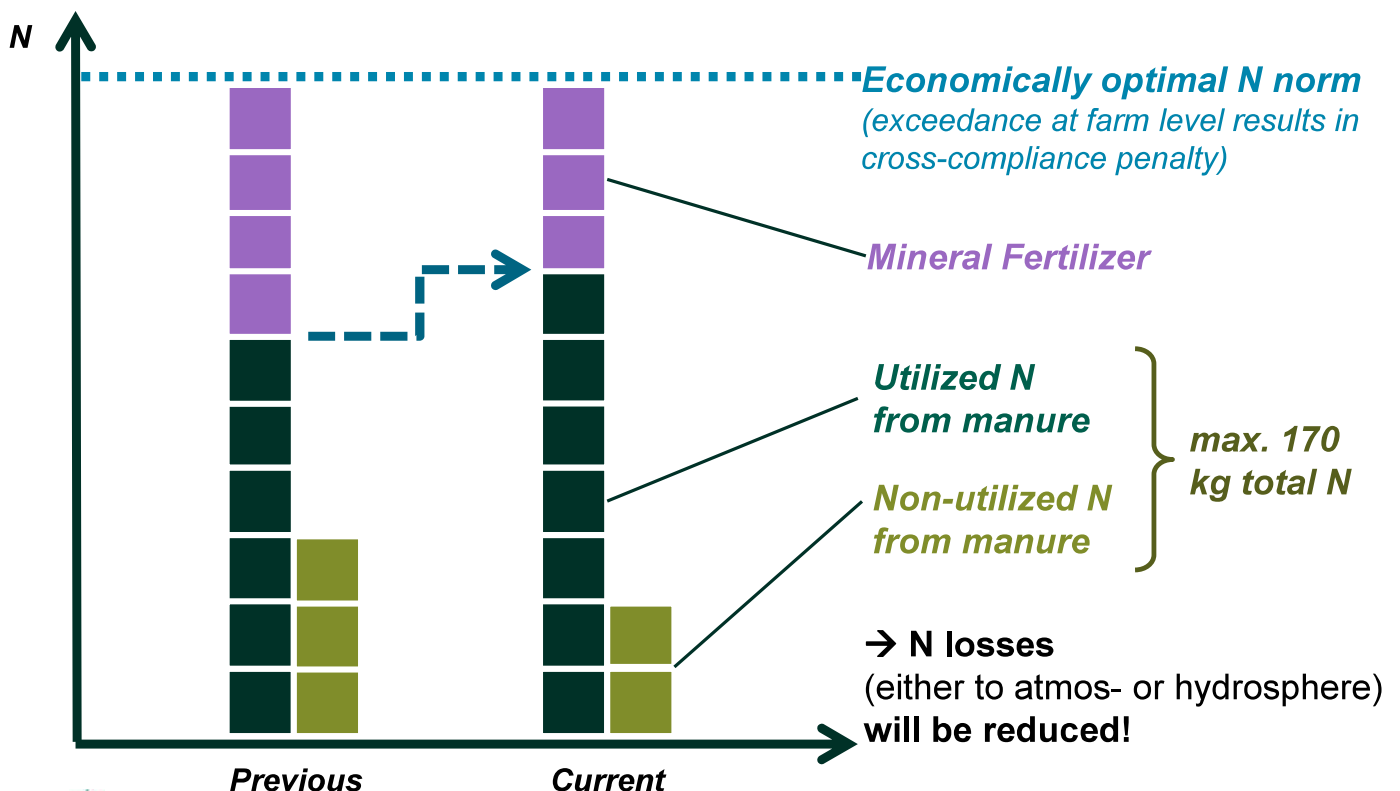 N
Economically optimal N norm
(exceedance at farm level results in
cross-compliance penalty)
Mineral Fertilizer
Utilized N
from manure
Non-utilized N
from manure
max. 170
kg total N
→ N losses
(either to atmos- or hydrosphere)
will be reduced!
Previous
Current